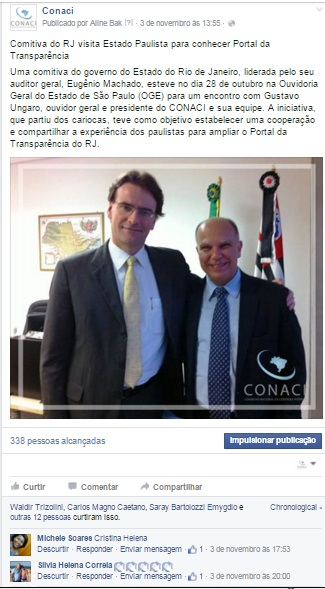 Conaci
Publicado por Aline Bak [?] · 3 de novembro às 13:55 ·
Comitiva do RJ visita Estado Paulista para conhecer Portal da
Transparência
Uma comitiva do governo do Estado do Rio de Janeiro, liderada pelo seu
auditor geral, Eugênio Machado, esteve no dia 28 de outubro na Ouvidoria
Geral do Estado de São Paulo (OGE) para um encontro com Gustavo
Ungaro, ouvidor geral e presidente do CONACI e sua equipe. A iniciativa,
que partiu dos cariocas, teve como objetivo estabelecer uma cooperação
e compartilhar a experiência dos paulistas para ampliar o Portal da
Transparência do RJ.
CONACI
338 pessoas alcançadas
Impulsionar publicação
Curtir Comentar Compartilhar
Waldir Trizolini, Carlos Magno Caetano, Saray Bartolozzi Emygdio e
outras 12 pessoas curtiram isso.
Chronological
Michele Soares Cristina Helena
Descurtir · Responder · Enviar mensagem · 1 · 3 de novembro às 17:53
Silvia Helena Correia
Descurtir · Responder · Enviar mensagem · 1 · 3 de novembro às 20:00